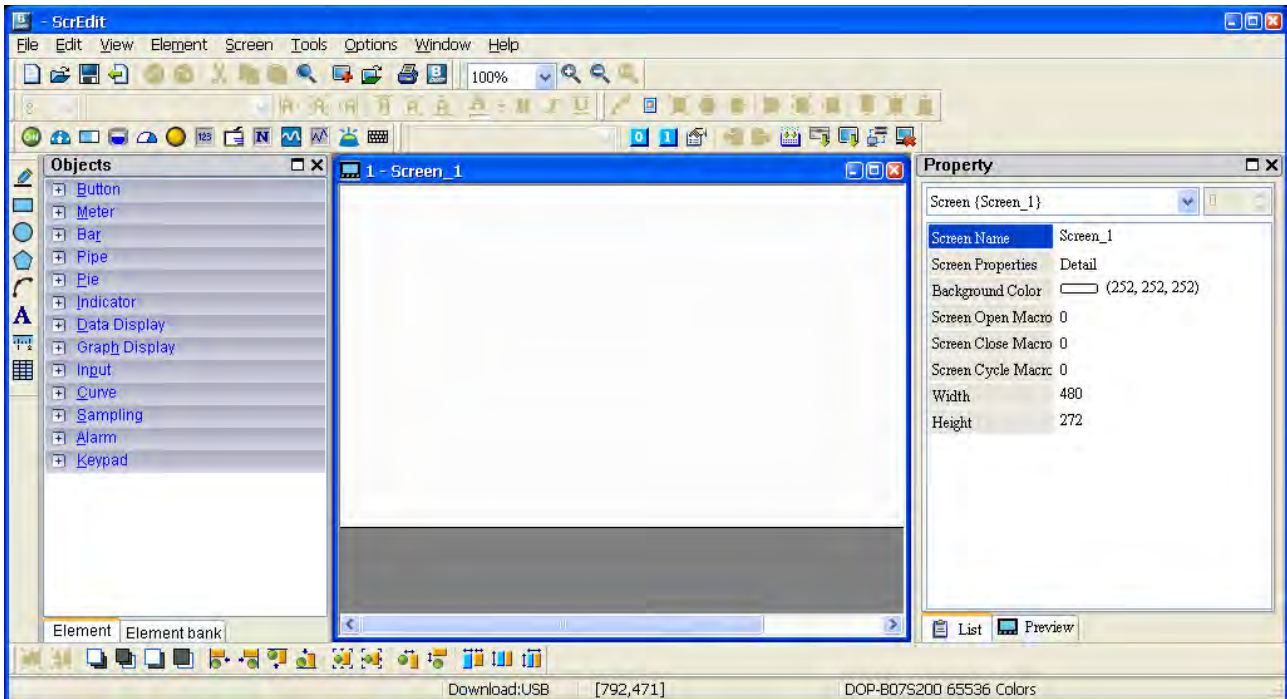 - ScrEdit
File Edit View Element Screen Tools Options Window Help
100%
Objects
Button
Meter
Bar
Pipe
Pie
Indicator
Data Display
Graph Display
Input
Curve
Sampling
Alarm
Keypad
Element Element bank
1 - Screen_1
Property
Screen {Screen_1} 0
Screen Name Screen_1
Screen Properties Detail
Background Color (252, 252, 252)
Screen Open Macro 0
Screen Close Macro 0
Screen Cycle Macrc 0
Width 480
Height 272
List Preview
Download:USB [792,471] DOP-B07S200 65536 Colors